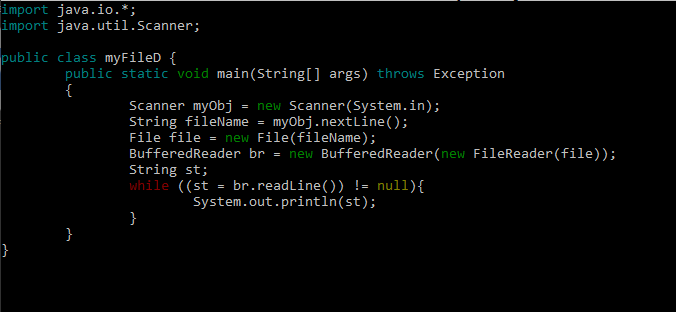 import java.io.*;
import java.util.Scanner;
public class myFileD {
public static void main(String[] args) throws Exception
{
Scanner myObj = new Scanner(System.in);
String fileName = myObj.nextLine();
File file = new File(fileName);
BufferedReader br = new BufferedReader(new FileReader(file));
String st;
while ((st = br.readLine()) != null){
System.out.println(st);
}
}
}